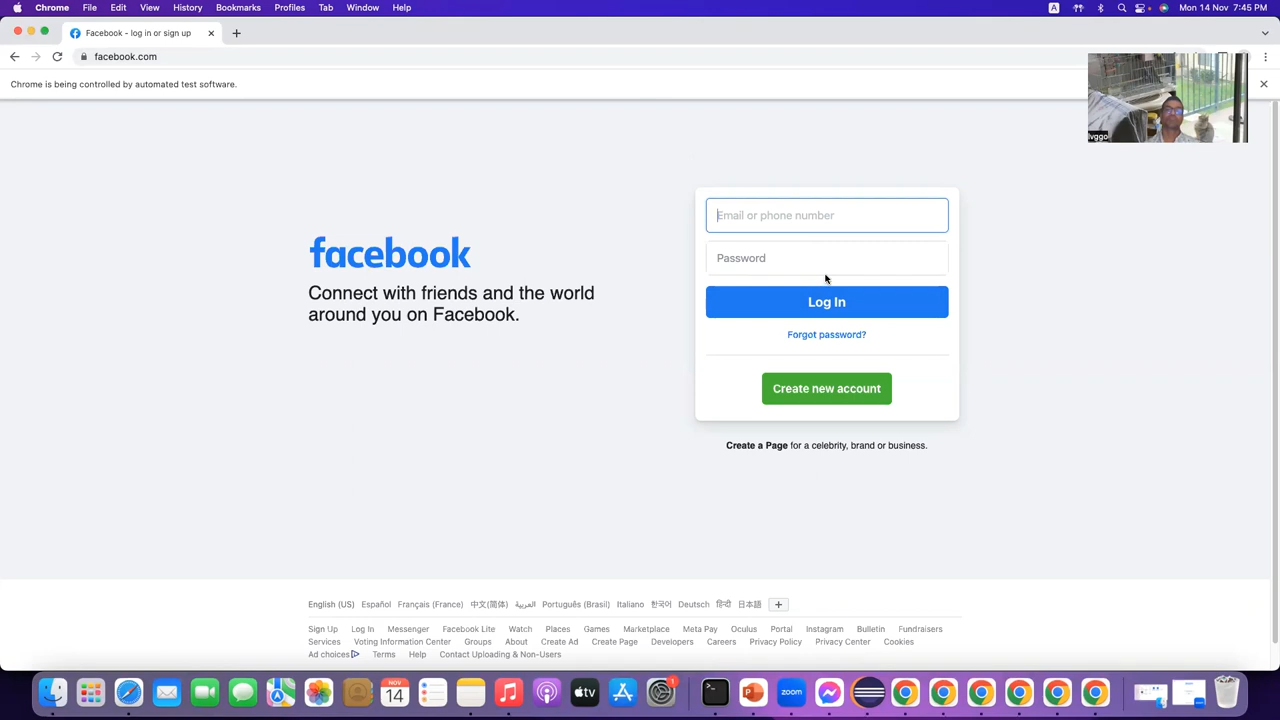 Chrome File Edit View History Bookmarks Profiles Tab Window Help
A
Mon 14 Nov 7:45 PM
Facebook - log in or sign up
facebook.com
Chrome is being controlled by automated test software.
lvggo
Email or phone number
Password
Log In
Forgot password?
Create new account
Create a Page for a celebrity, brand or business.
facebook
Connect with friends and the world
around you on Facebook.
English (US) Español Français (France) 中文(简体) العربية Português (Brasil) Italiano 한국어 Deutsch हिन्दी 日本語
Sign Up Log In Messenger Facebook Lite Watch Places Games Marketplace Meta Pay Oculus Portal Instagram Bulletin Fundraisers
Services Voting Information Center Groups About Create Ad Create Page Developers Careers Privacy Policy Privacy Center Cookies
Ad choices Terms Help Contact Uploading & Non-Users
NOV
14
tv
zoom
1